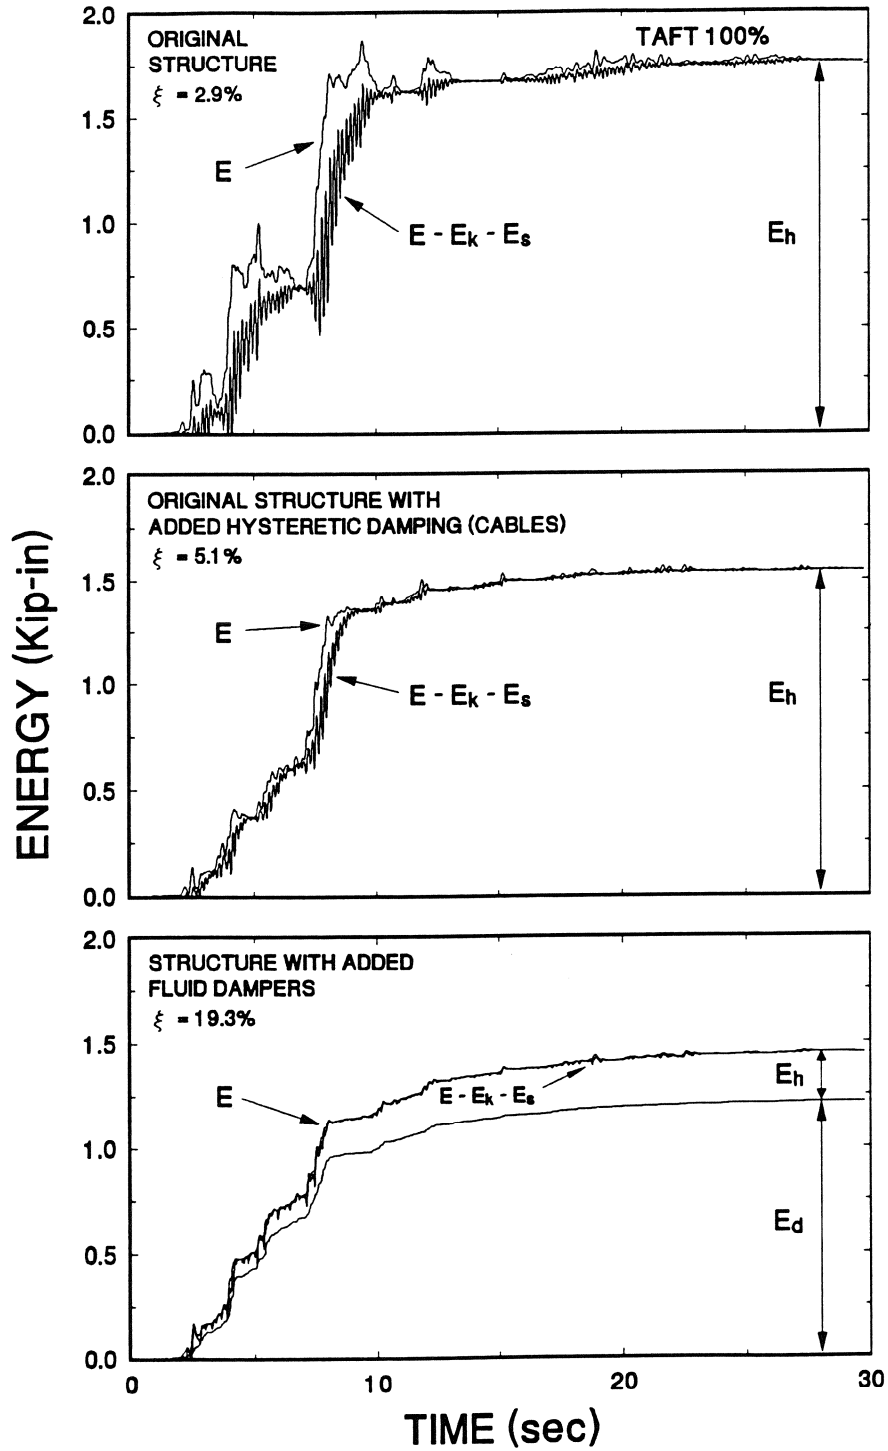 ENERGY (Kip-in)
2.0
1.5
1.0
0.5
0.0
ORIGINAL
STRUCTURE
ξ = 2.9%
TAFT 100%
E
E - Ek - Es
Eh
2.0
1.5
1.0
0.5
0.0
ORIGINAL STRUCTURE WITH
ADDED HYSTERETIC DAMPING (CABLES)
ξ = 5.1%
E
E - Ek - Es
Eh
2.0
1.5
1.0
0.5
0.0
STRUCTURE WITH ADDED
FLUID DAMPERS
ξ = 19.3%
E
E - Ek - Es
Eh
Ed
0 10 20 30
TIME (sec)